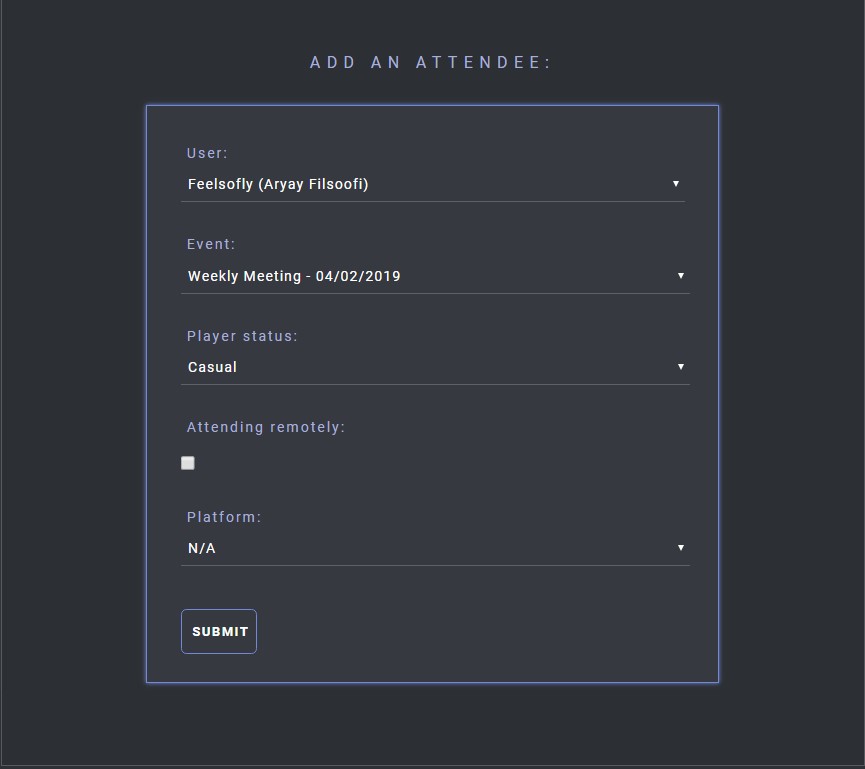 ADD AN ATTENDEE:
User:
Feelsofly (Aryay Filsoofi)
Event:
Weekly Meeting - 04/02/2019
Player status:
Casual
Attending remotely:
Platform:
N/A
SUBMIT